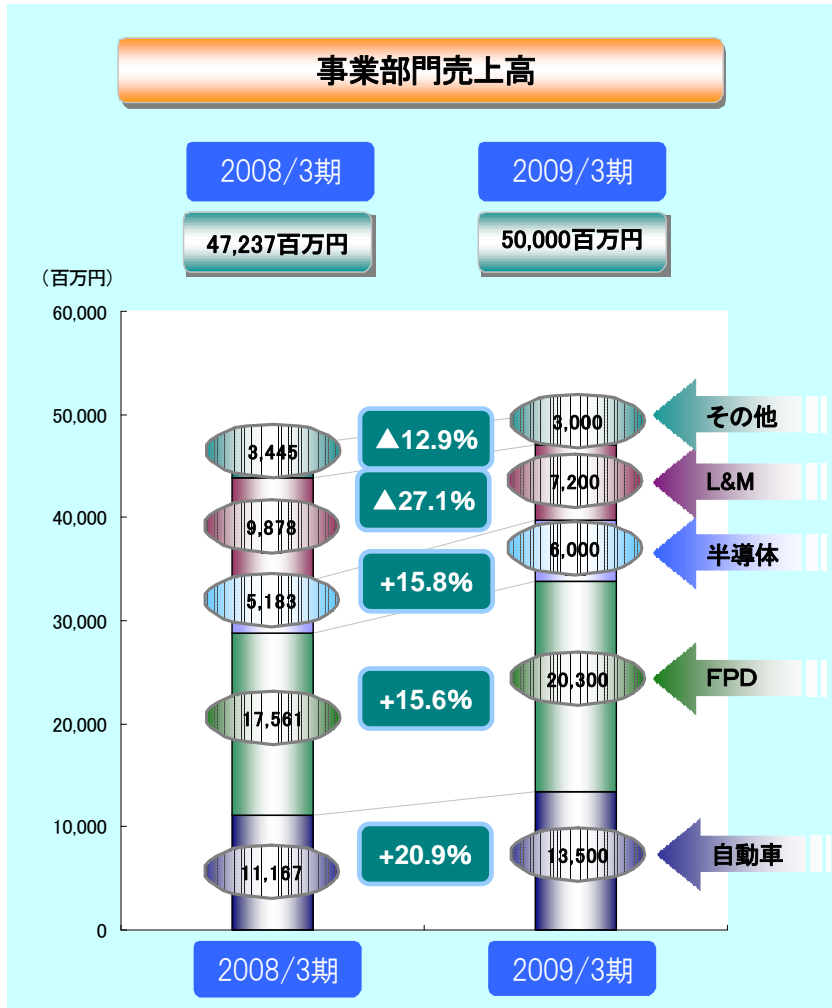 事業部門売上高
2008/3期 2009/3期
47,237百万円 50,000百万円
(百万円)
60,000
50,000
40,000
30,000
20,000
10,000
0
3,445 ▲12.9% 3,000 その他
9,878 ▲27.1% 7,200 L&M
5,183 +15.8% 6,000 半導体
17,561 +15.6% 20,300 FPD
11,167 +20.9% 13,500 自動車
2008/3期 2009/3期